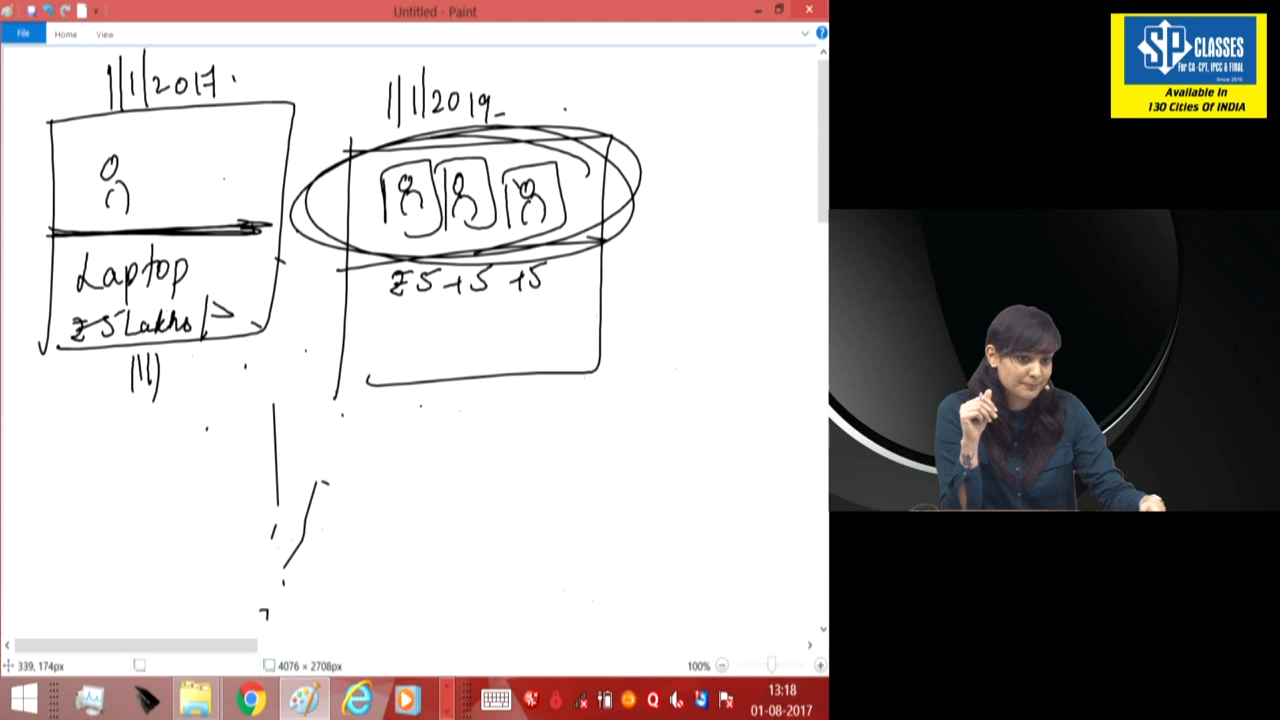 Untitled - Paint
File Home View
1/1/2017.
Laptop
₹5 Lakhs/
1/1/2019
₹5+5+5
SP CLASSES
For CA -CPT, IPCC & FINAL
Since 2010
Available In
130 Cities Of INDIA
339, 174px
4076 × 2708px
100%
13:18
01-08-2017